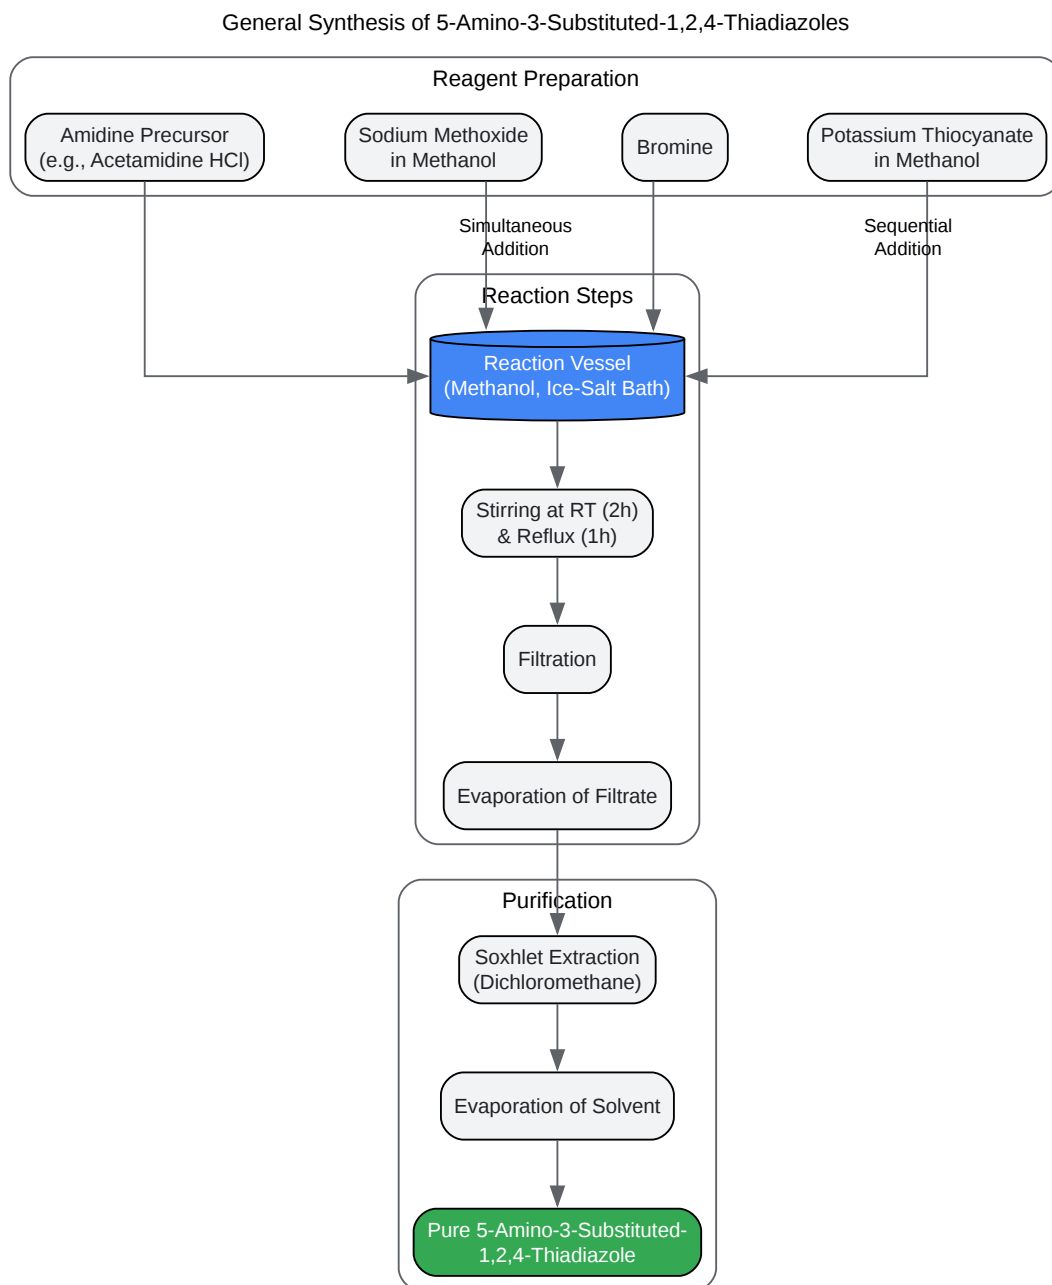 General Synthesis of 5-Amino-3-Substituted-1,2,4-Thiadiazoles
Reagent Preparation
Amidine Precursor
(e.g., Acetamidine HCl)
Sodium Methoxide
in Methanol
Bromine
Potassium Thiocyanate
in Methanol
Simultaneous
Addition
Sequential
Addition
Reaction Steps
Reaction Vessel
(Methanol, Ice-Salt Bath)
Stirring at RT (2h)
& Reflux (1h)
Filtration
Evaporation of Filtrate
Purification
Soxhlet Extraction
(Dichloromethane)
Evaporation of Solvent
Pure 5-Amino-3-Substituted-
1,2,4-Thiadiazole